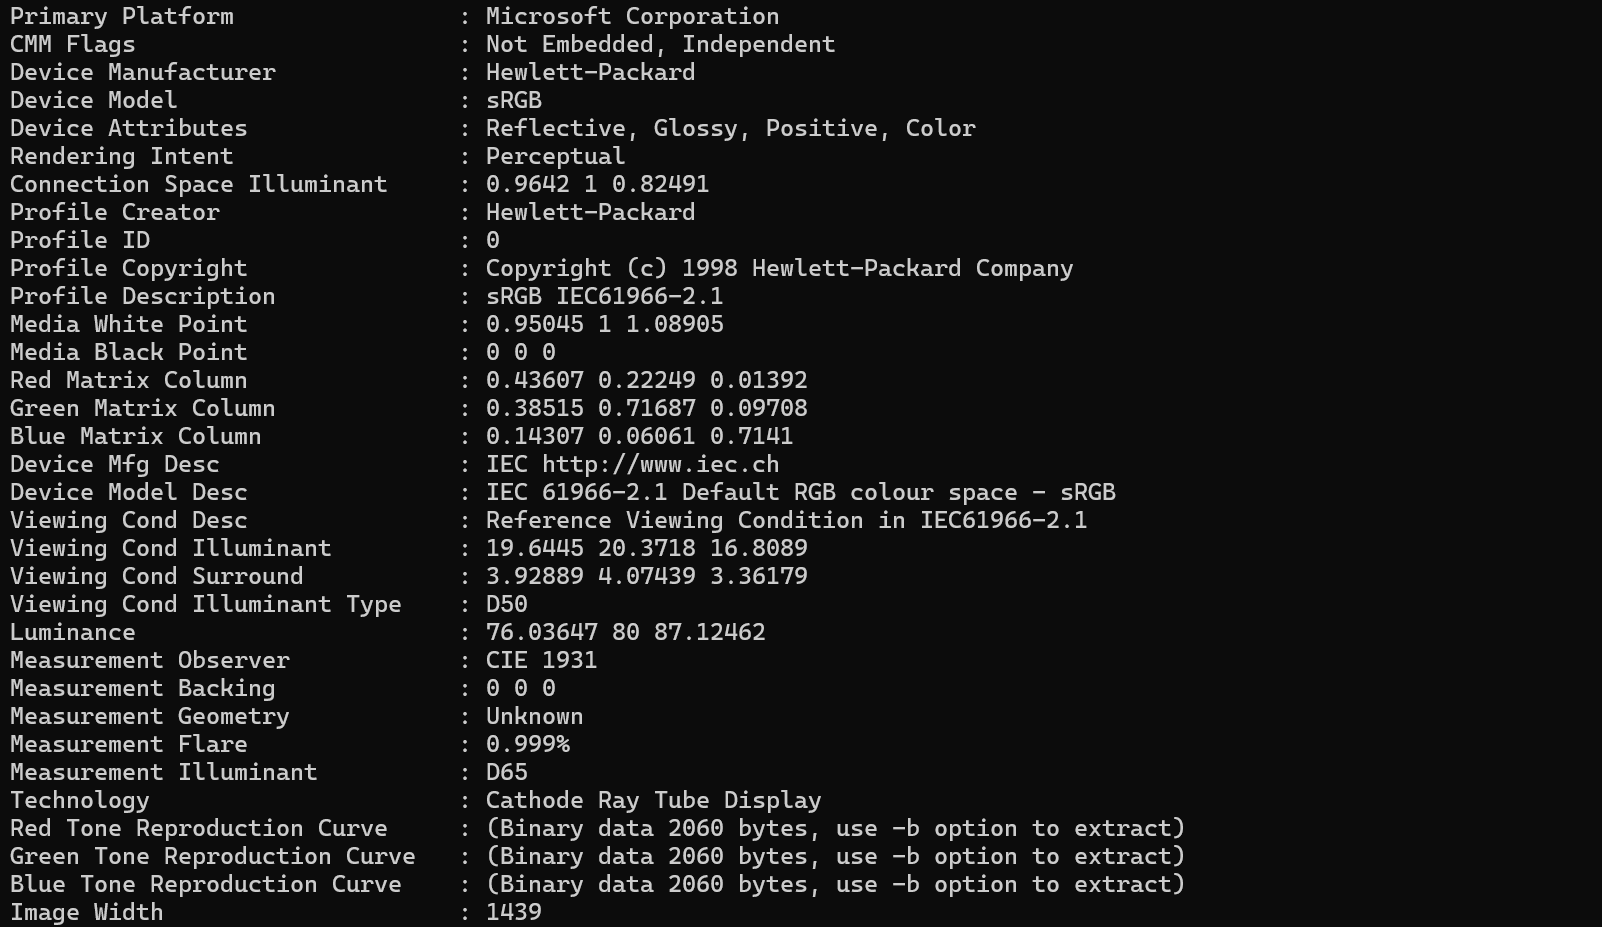 Primary Platform : Microsoft Corporation
CMM Flags : Not Embedded, Independent
Device Manufacturer : Hewlett-Packard
Device Model : sRGB
Device Attributes : Reflective, Glossy, Positive, Color
Rendering Intent : Perceptual
Connection Space Illuminant : 0.9642 1 0.82491
Profile Creator : Hewlett-Packard
Profile ID : 0
Profile Copyright : Copyright (c) 1998 Hewlett-Packard Company
Profile Description : sRGB IEC61966-2.1
Media White Point : 0.95045 1 1.08905
Media Black Point : 0 0 0
Red Matrix Column : 0.43607 0.22249 0.01392
Green Matrix Column : 0.38515 0.71687 0.09708
Blue Matrix Column : 0.14307 0.06061 0.7141
Device Mfg Desc : IEC http://www.iec.ch
Device Model Desc : IEC 61966-2.1 Default RGB colour space - sRGB
Viewing Cond Desc : Reference Viewing Condition in IEC61966-2.1
Viewing Cond Illuminant : 19.6445 20.3718 16.8089
Viewing Cond Surround : 3.92889 4.07439 3.36179
Viewing Cond Illuminant Type : D50
Luminance : 76.03647 80 87.12462
Measurement Observer : CIE 1931
Measurement Backing : 0 0 0
Measurement Geometry : Unknown
Measurement Flare : 0.999%
Measurement Illuminant : D65
Technology : Cathode Ray Tube Display
Red Tone Reproduction Curve : (Binary data 2060 bytes, use -b option to extract)
Green Tone Reproduction Curve : (Binary data 2060 bytes, use -b option to extract)
Blue Tone Reproduction Curve : (Binary data 2060 bytes, use -b option to extract)
Image Width : 1439